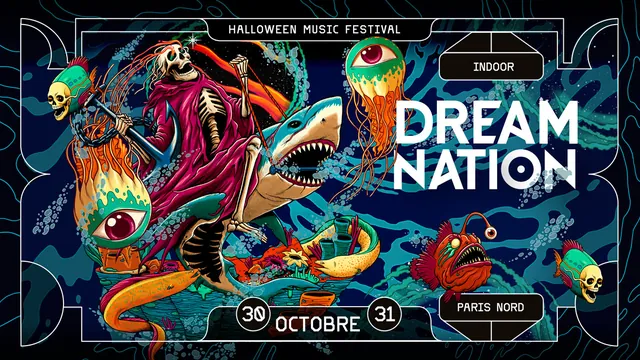 HALLOWEEN MUSIC FESTIVAL
INDOOR
DREAM
NATION
PARIS NORD
30 OCTOBRE 31